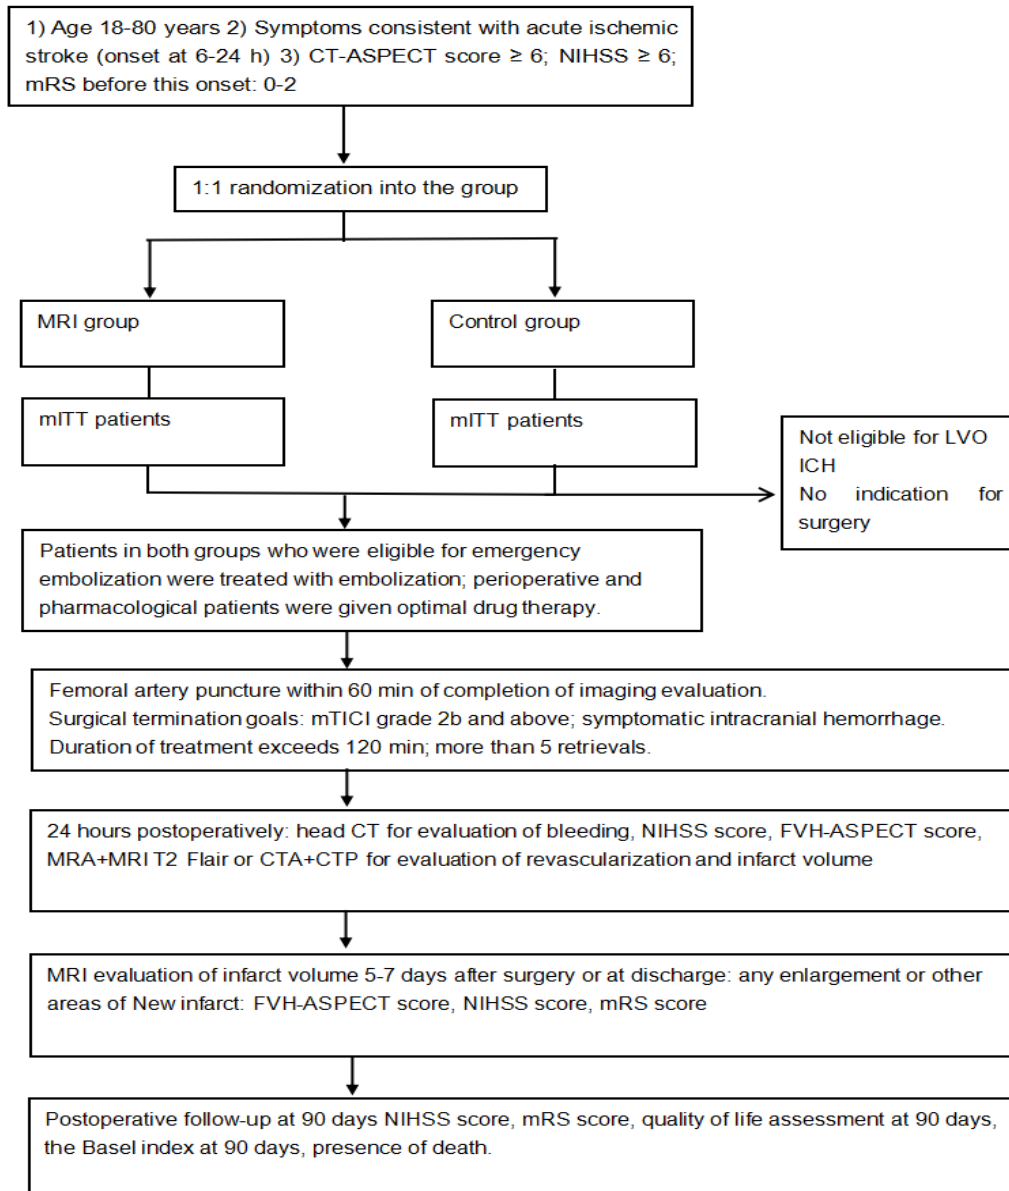 1) Age 18-80 years 2) Symptoms consistent with acute ischemic
stroke (onset at 6-24 h) 3) CT-ASPECT score ≥ 6; NIHSS ≥ 6;
mRS before this onset: 0-2
1:1 randomization into the group
MRI group
Control group
mITT patients
mITT patients
Not eligible for LVO
ICH
No indication for
surgery
Patients in both groups who were eligible for emergency
embolization were treated with embolization; perioperative and
pharmacological patients were given optimal drug therapy.
Femoral artery puncture within 60 min of completion of imaging evaluation.
Surgical termination goals: mTICI grade 2b and above; symptomatic intracranial hemorrhage.
Duration of treatment exceeds 120 min; more than 5 retrievals.
24 hours postoperatively: head CT for evaluation of bleeding, NIHSS score, FVH-ASPECT score,
MRA+MRI T2 Flair or CTA+CTP for evaluation of revascularization and infarct volume
MRI evaluation of infarct volume 5-7 days after surgery or at discharge: any enlargement or other
areas of New infarct: FVH-ASPECT score, NIHSS score, mRS score
Postoperative follow-up at 90 days NIHSS score, mRS score, quality of life assessment at 90 days,
the Basel index at 90 days, presence of death.